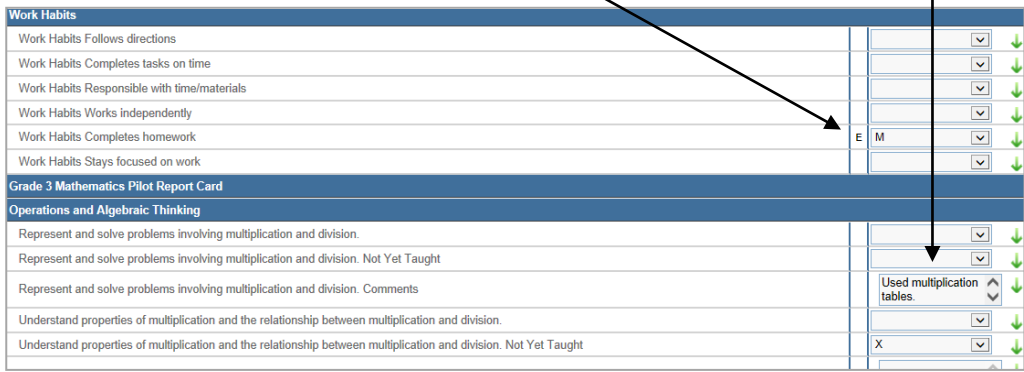 Work Habits
Work Habits Follows directions
Work Habits Completes tasks on time
Work Habits Responsible with time/materials
Work Habits Works independently
Work Habits Completes homework E M
Work Habits Stays focused on work
Grade 3 Mathematics Pilot Report Card
Operations and Algebraic Thinking
Represent and solve problems involving multiplication and division.
Represent and solve problems involving multiplication and division. Not Yet Taught
Represent and solve problems involving multiplication and division. Comments
Used multiplication
tables.
Understand properties of multiplication and the relationship between multiplication and division.
Understand properties of multiplication and the relationship between multiplication and division. Not Yet Taught X